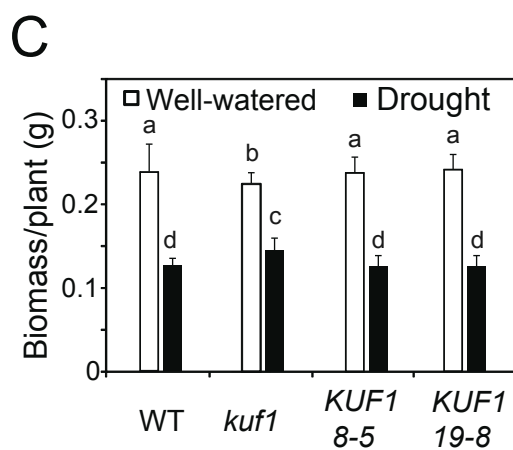 C
Biomass/plant (g)
0.3
0.2
0.1
0
Well-watered
Drought
a
d
b
c
a
d
a
d
WT
kuf1
KUF1
8-5
KUF1
19-8